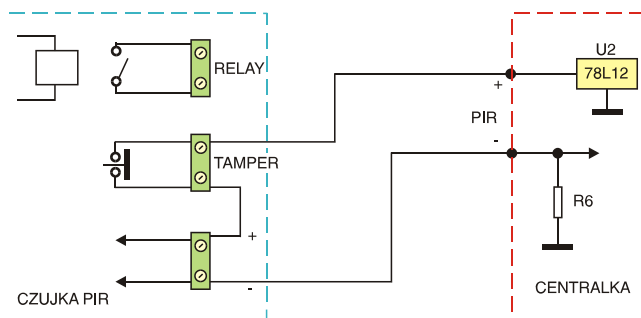 U2
78L12
RELAY
+
PIR
-
TAMPER
R6
+
-
CZUJKA PIR
CENTRALKA